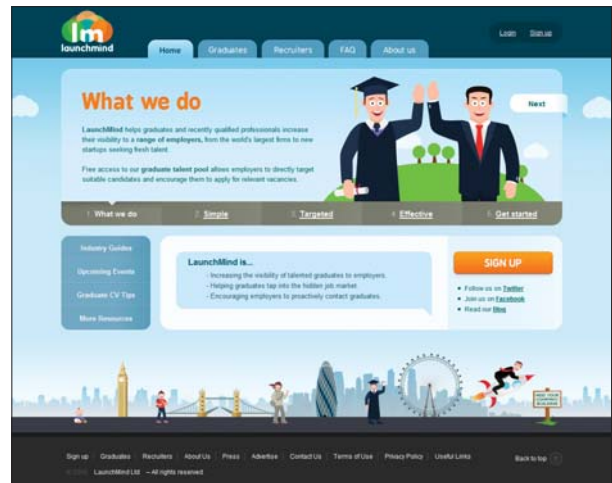 lm
launchmind
Home Graduates Recruiters FAQ About us
Login Sign up
What we do
LaunchMind helps graduates and recently qualified professionals increase
their visibility to a range of employers, from the world's largest firms to new
startups seeking fresh talent.
Free access to our graduate talent pool allows employers to directly target
suitable candidates and encourage them to apply for relevant vacancies.
Next
1. What we do 2. Simple 3. Targeted 4. Effective 5. Get started
Industry Guides
Upcoming Events
Graduate CV Tips
More Resources
LaunchMind is...
- Increasing the visibility of talented graduates to employers.
- Helping graduates tap into the hidden job market.
- Encouraging employers to proactively contact graduates.
SIGN UP
Follow us on Twitter
Join us on Facebook
Read our Blog
Sign up Graduates Recruiters About Us Press Advertise Contact Us Terms of Use Privacy Policy Useful Links
Back to top
LaunchMind Ltd – All rights reserved